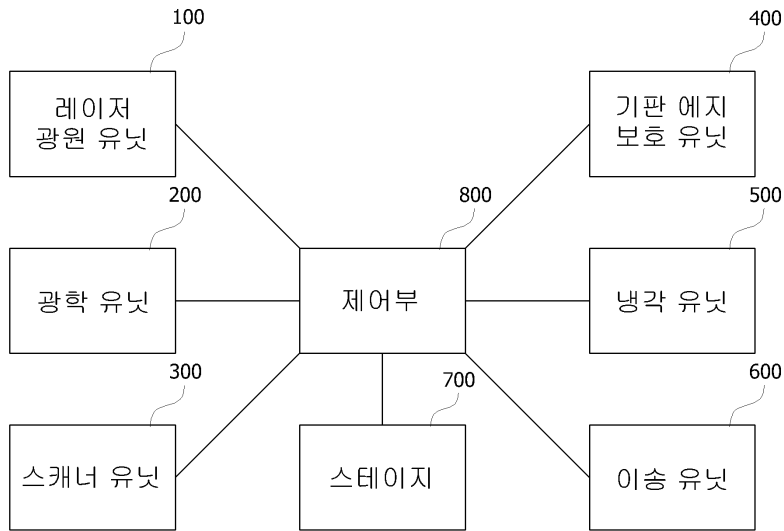 100
레이저
광원 유닛
400
기판 에지
보호 유닛
200
광학 유닛
800
제어부
500
냉각 유닛
300
스캐너 유닛
700
스테이지
600
이송 유닛